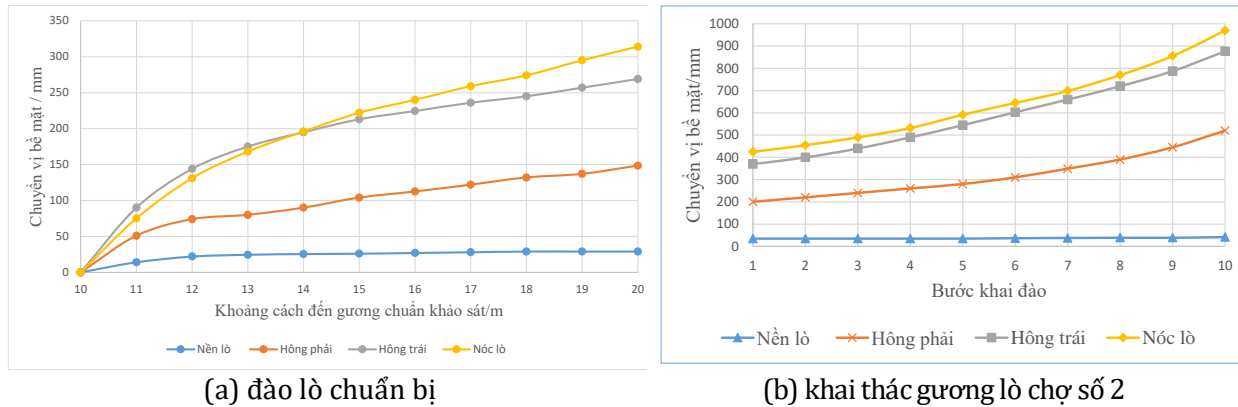 350
300
250
200
150
100
50
0
Chuyển vị bề mặt / mm
10 11 12 13 14 15 16 17 18 19 20
Khoảng cách đến gương chuẩn khảo sát/m
Nền lò Hông phải Hông trái Nóc lò
(a) đào lò chuẩn bị
1000
900
800
700
600
500
400
300
200
100
0
Chuyển vị bề mặt/mm
1 2 3 4 5 6 7 8 9 10
Bước khai đào
Nền lò Hông phải Hông trái Nóc lò
(b) khai thác gương lò chợ số 2